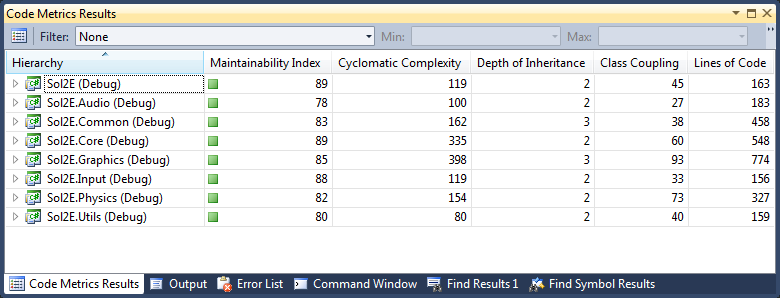 Code Metrics Results
Filter: None Min: Max:
Hierarchy Maintainability Index Cyclomatic Complexity Depth of Inheritance Class Coupling Lines of Code
C# Sol2E (Debug) 89 119 2 45 163
C# Sol2E.Audio (Debug) 78 100 2 27 183
C# Sol2E.Common (Debug) 83 162 3 38 458
C# Sol2E.Core (Debug) 89 335 2 60 548
C# Sol2E.Graphics (Debug) 85 398 3 93 774
C# Sol2E.Input (Debug) 88 119 2 33 156
C# Sol2E.Physics (Debug) 82 154 2 73 327
C# Sol2E.Utils (Debug) 80 80 2 40 159
Code Metrics Results Output Error List Command Window Find Results 1 Find Symbol Results